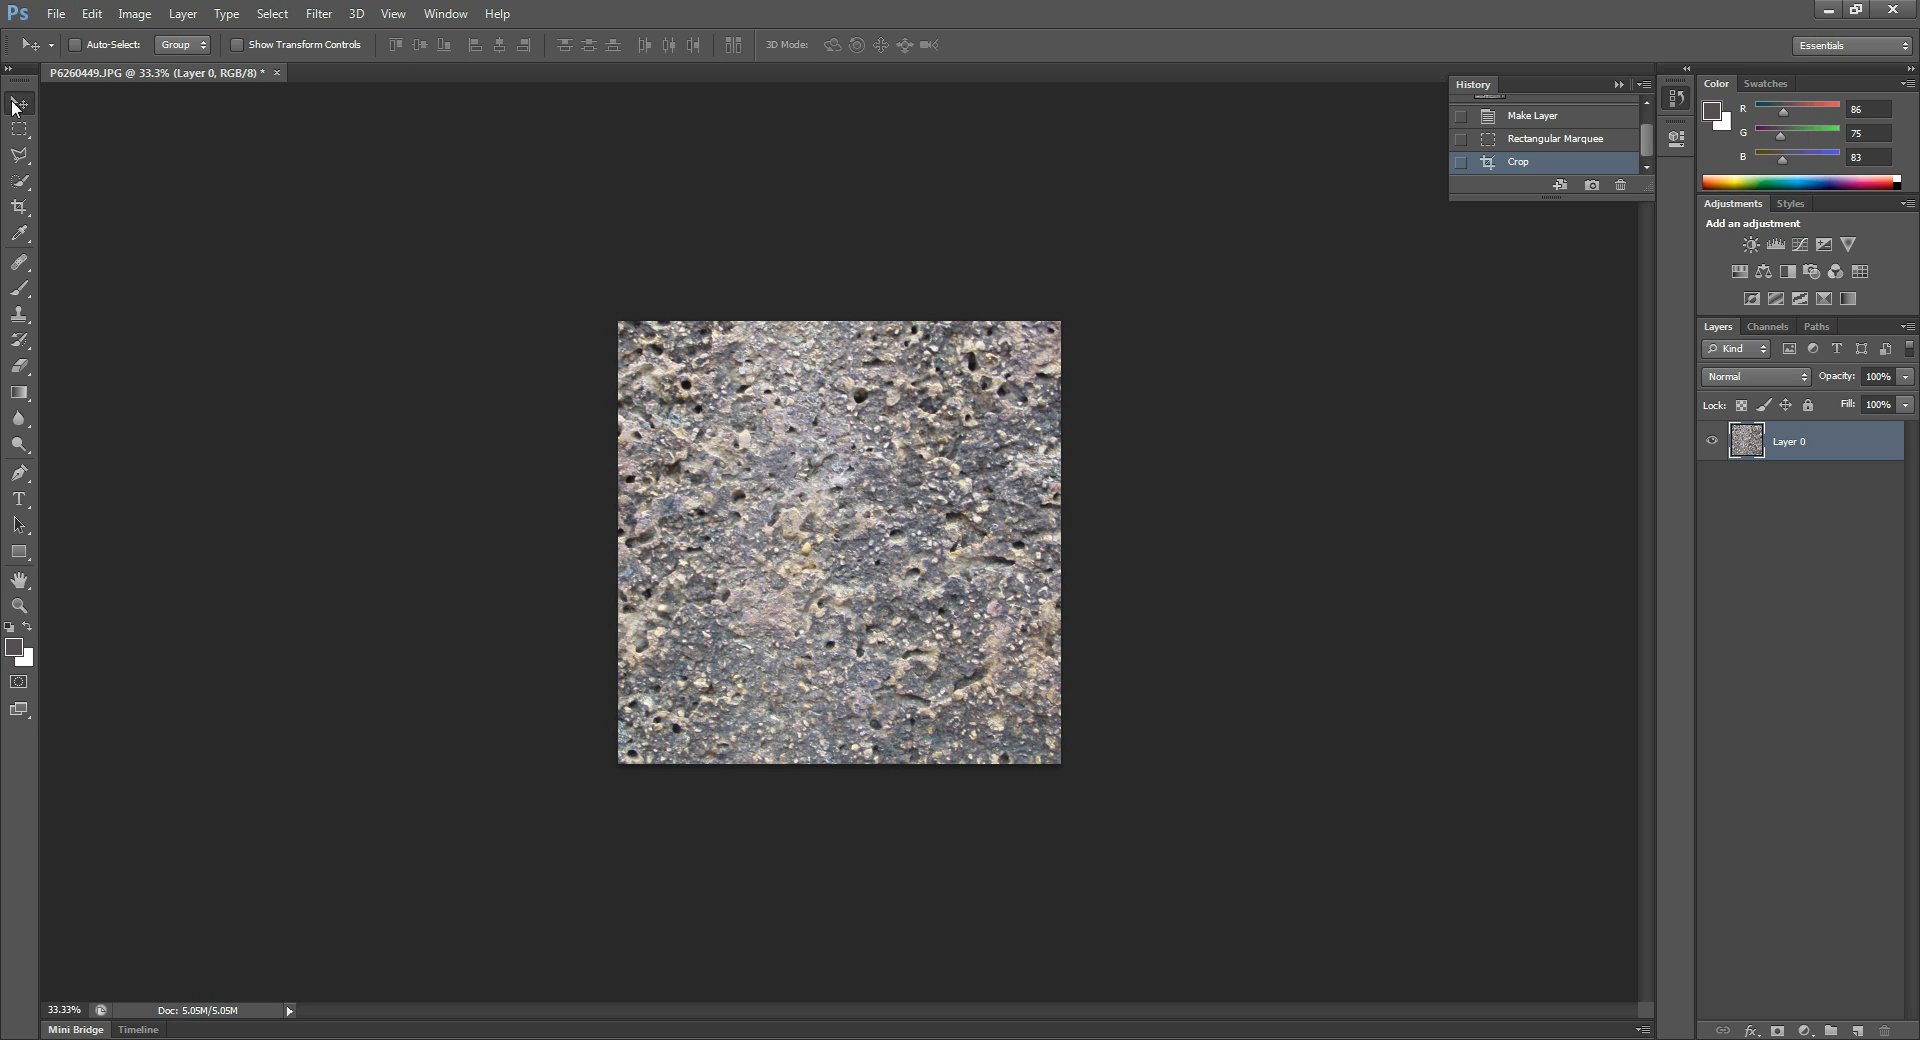 Ps File Edit Image Layer Type Select Filter 3D View Window Help
Auto-Select: Group Show Transform Controls 3D Mode: Essentials
P6260449.JPG @ 33.3% (Layer 0, RGB/8) * ×
History
Make Layer
Rectangular Marquee
Crop
Color Swatches
R 86
G 75
B 83
Adjustments Styles
Add an adjustment
Layers Channels Paths
Kind T
Normal Opacity: 100%
Lock: Fill: 100%
Layer 0
T
33.33% Doc: 5.05M/5.05M
Mini Bridge Timeline
fx